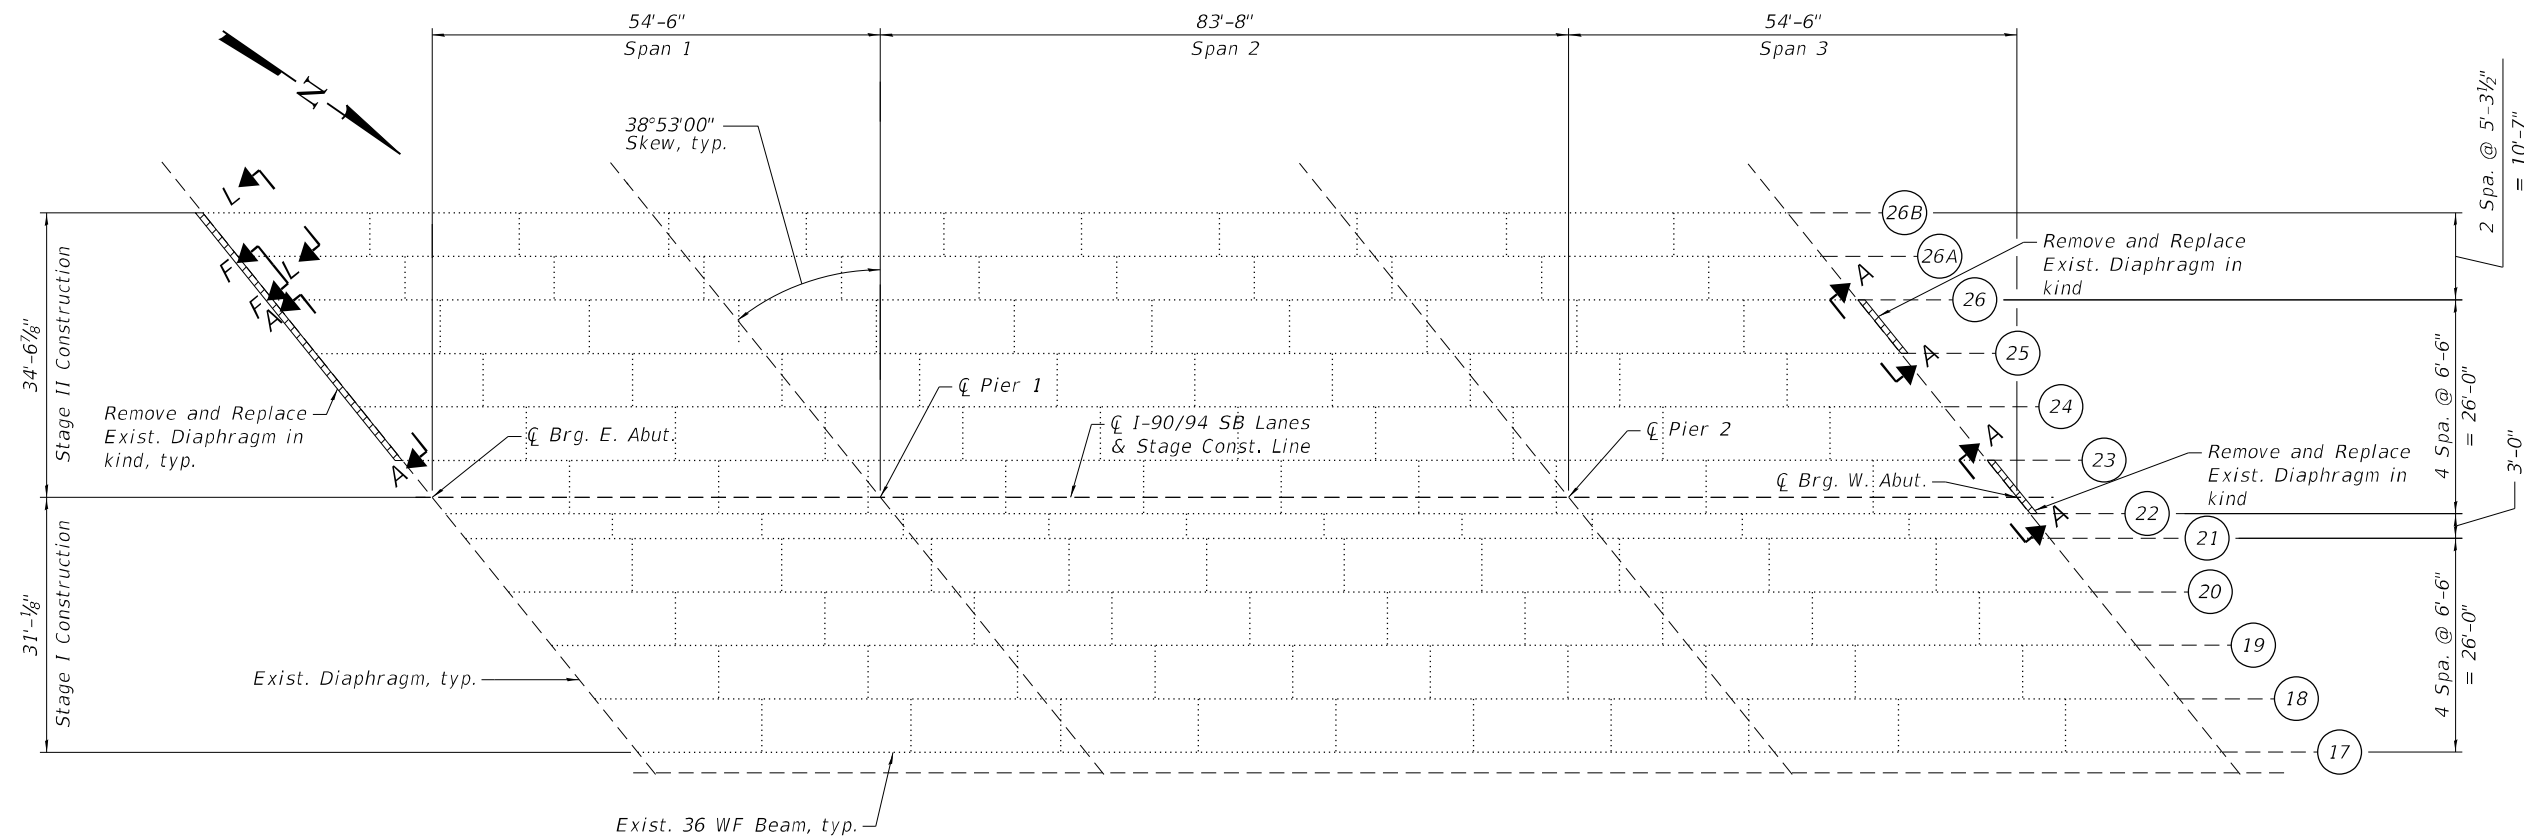 54'-6"
Span 1
83'-8"
Span 2
54'-6"
Span 3
N
38°53'00"
Skew, typ.
2 Spa. @ 5'-3½"
= 10'-7"
L
L
F
F
A
A
34'-6⅞"
Stage II Construction
Remove and Replace
Exist. Diaphragm in
kind, typ.
℄ Brg. E. Abut.
℄ Pier 1
℄ I-90/94 SB Lanes
& Stage Const. Line
℄ Pier 2
℄ Brg. W. Abut.
Remove and Replace
Exist. Diaphragm in
kind
A
A
A
A
Remove and Replace
Exist. Diaphragm in
kind
26B
26A
26
25
24
23
22
21
20
19
18
17
4 Spa. @ 6'-6"
= 26'-0"
3'-0"
4 Spa. @ 6'-6"
= 26'-0"
31'-⅛"
Stage I Construction
Exist. Diaphragm, typ.
Exist. 36 WF Beam, typ.